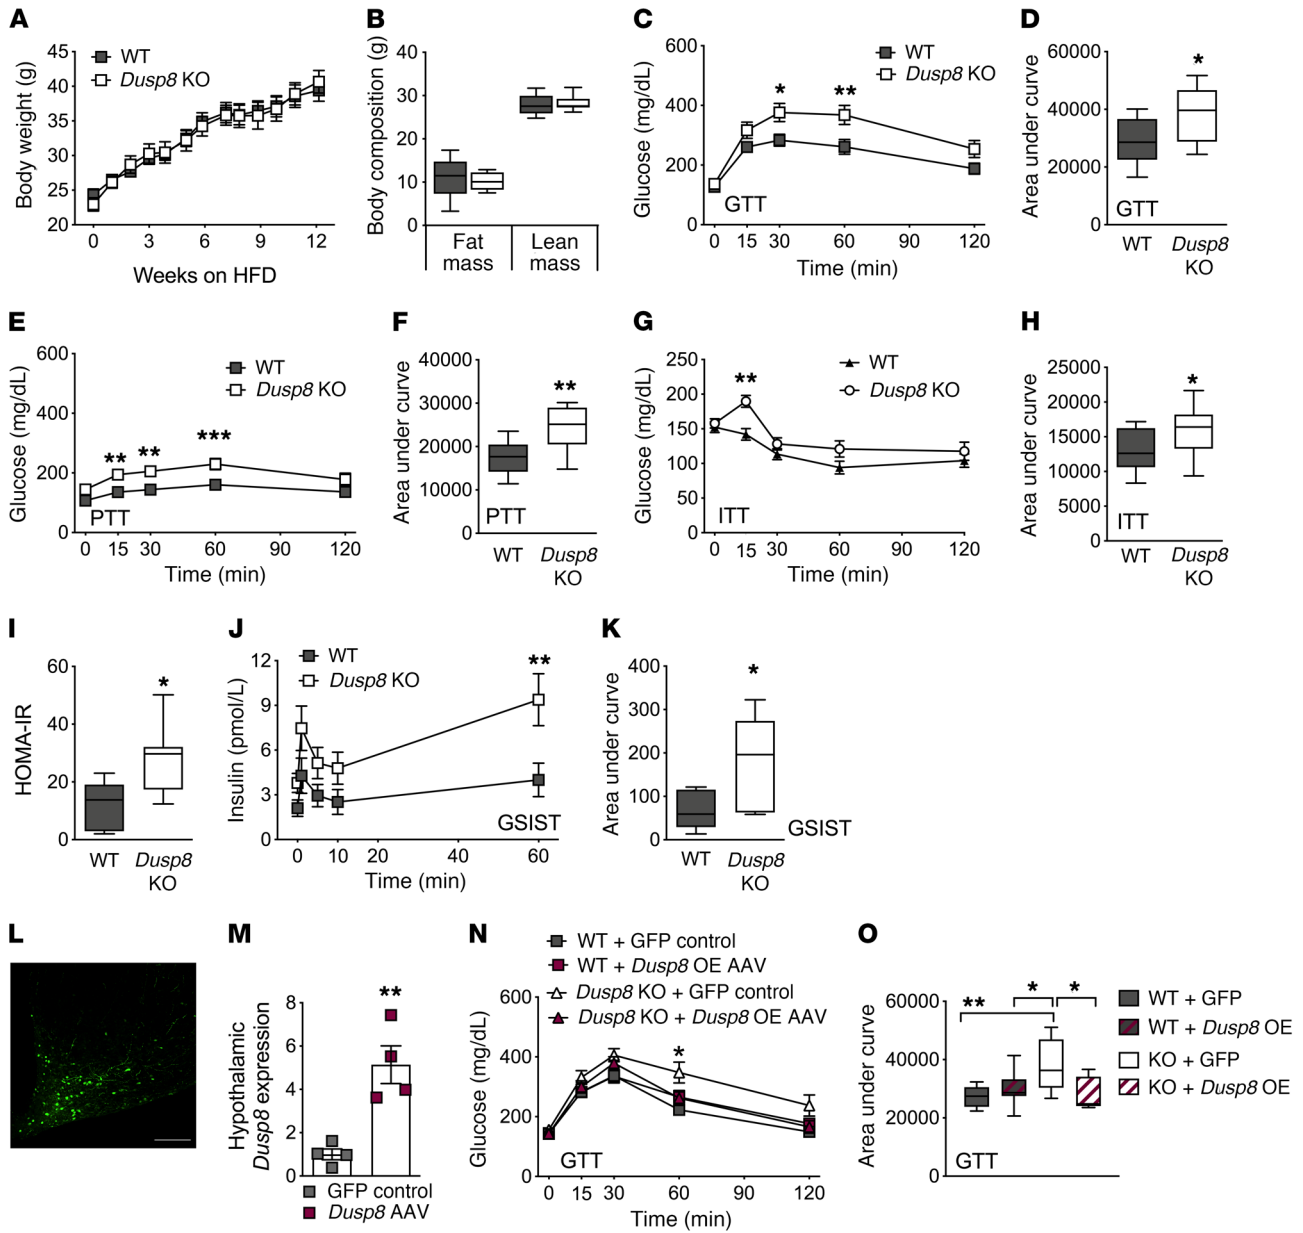 A
Body weight (g)
45
40
35
30
25
20
WT
Dusp8 KO
0 3 6 9 12
Weeks on HFD
B
Body composition (g)
40
30
20
10
0
Fat mass
Lean mass
C
Glucose (mg/dL)
600
400
200
0
WT
Dusp8 KO
* **
GTT
0 15 30 60 90 120
Time (min)
D
Area under curve
60000
40000
20000
0
*
GTT
WT Dusp8 KO
E
Glucose (mg/dL)
600
400
200
0
WT
Dusp8 KO
** ** ***
PTT
0 15 30 60 90 120
Time (min)
F
Area under curve
40000
30000
20000
10000
0
**
PTT
WT Dusp8 KO
G
Glucose (mg/dL)
250
200
150
100
50
0
WT
Dusp8 KO
**
ITT
0 15 30 60 90 120
Time (min)
H
Area under curve
25000
20000
15000
10000
5000
0
*
ITT
WT Dusp8 KO
I
HOMA-IR
60
40
20
0
*
WT Dusp8 KO
J
Insulin (pmol/L)
12
9
6
3
0
WT
Dusp8 KO
**
GSIST
0 10 20 40 60
Time (min)
K
Area under curve
400
300
200
100
0
*
GSIST
WT Dusp8 KO
L
M
Hypothalamic
Dusp8 expression
8
6
4
2
0
**
GFP control
Dusp8 AAV
N
WT + GFP control
WT + Dusp8 OE AAV
Dusp8 KO + GFP control
Dusp8 KO + Dusp8 OE AAV
Glucose (mg/dL)
600
400
200
0
*
GTT
0 15 30 60 90 120
Time (min)
O
Area under curve
60000
40000
20000
0
** * *
GTT
WT + GFP
WT + Dusp8 OE
KO + GFP
KO + Dusp8 OE